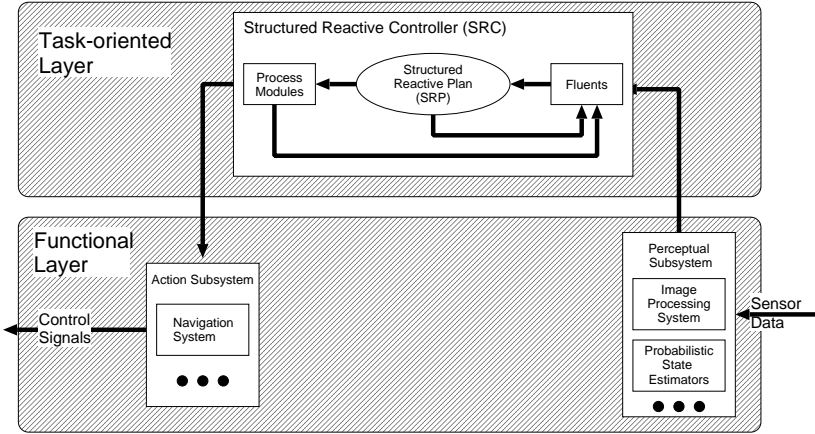 Task-oriented
Layer
Structured Reactive Controller (SRC)
Process
Modules
Structured
Reactive Plan
(SRP)
Fluents
Functional
Layer
Action Subsystem
Navigation
System
Control
Signals
Perceptual
Subsystem
Image
Processing
System
Probabilistic
State
Estimators
Sensor
Data